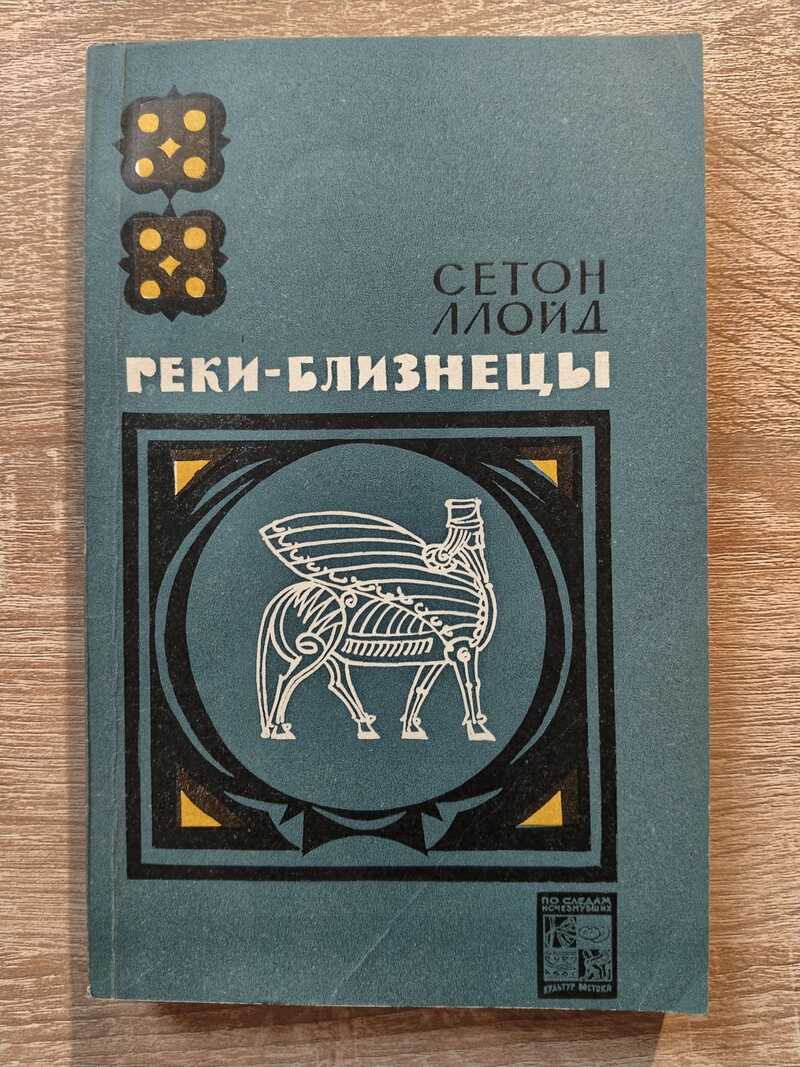 СЕТОН
ЛЛОЙД
РЕКИ-БЛИЗНЕЦЫ
ПО СЛЕДАМ
ИСЧЕЗНУВШИХ
КУЛЬТУР ВОСТОКА